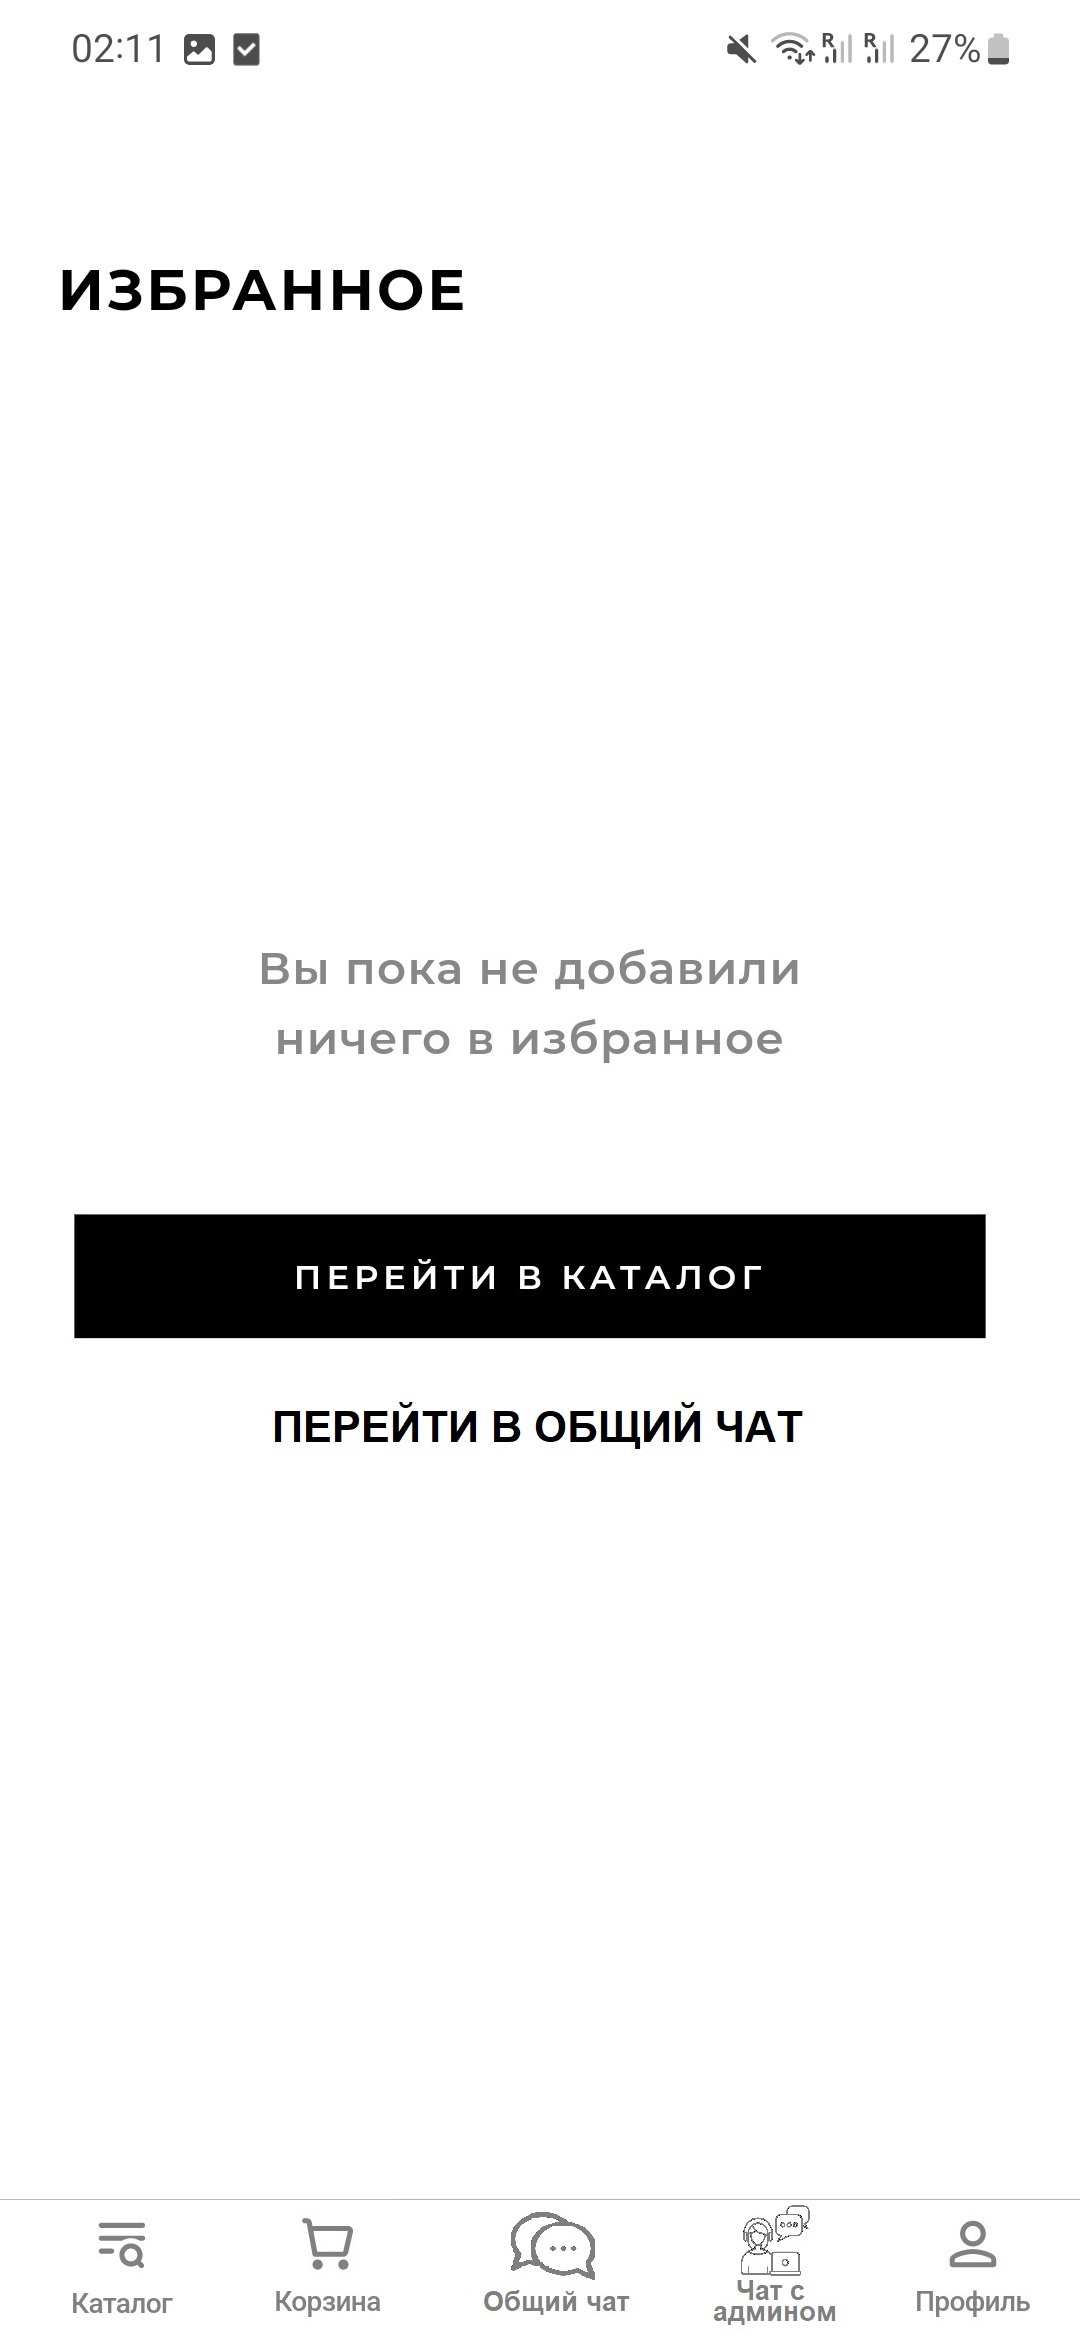 02:11
R R 27%
ИЗБРАННОЕ
Вы пока не добавили
ничего в избранное
ПЕРЕЙТИ В КАТАЛОГ
ПЕРЕЙТИ В ОБЩИЙ ЧАТ
Каталог
Корзина
Общий чат
Чат с
админом
Профиль